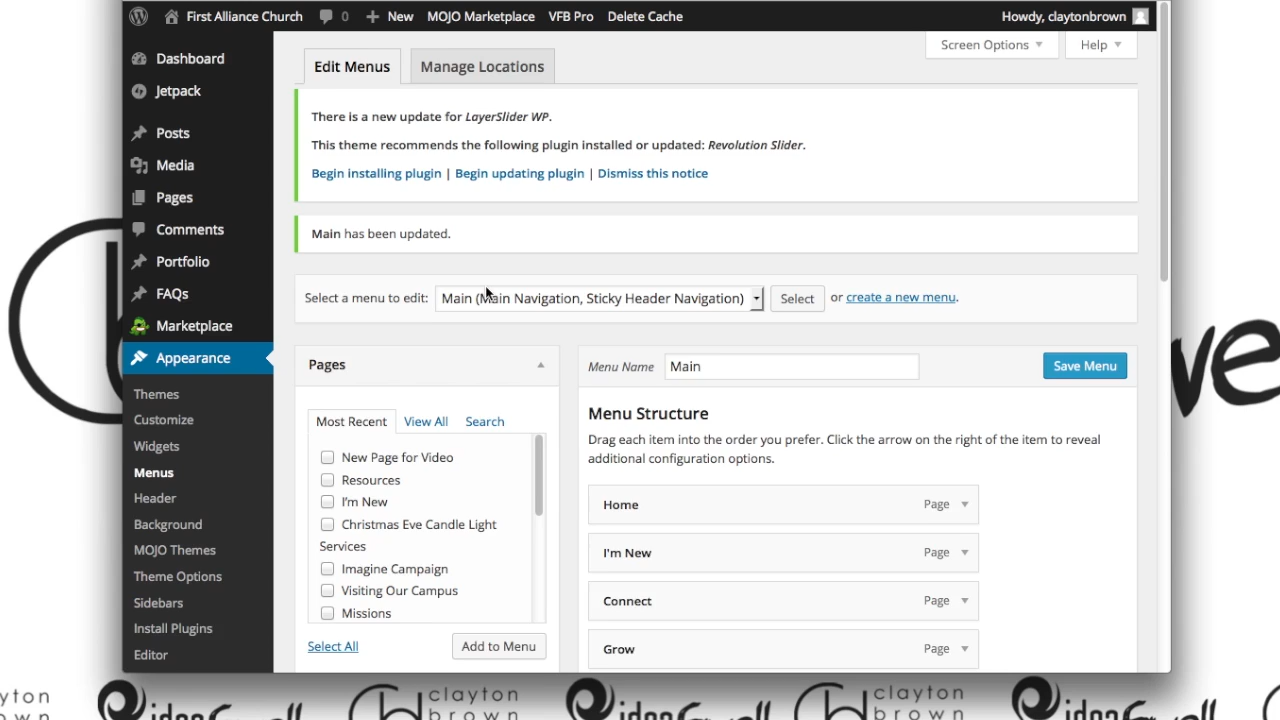 First Alliance Church 0 New MOJO Marketplace VFB Pro Delete Cache Howdy, claytonbrown
Screen Options Help
Dashboard
Jetpack
Posts
Media
Pages
Comments
Portfolio
FAQs
Marketplace
Appearance
Themes
Customize
Widgets
Menus
Header
Background
MOJO Themes
Theme Options
Sidebars
Install Plugins
Editor
Edit Menus Manage Locations
There is a new update for LayerSlider WP.
This theme recommends the following plugin installed or updated: Revolution Slider.
Begin installing plugin | Begin updating plugin | Dismiss this notice
Main has been updated.
Select a menu to edit: Main (Main Navigation, Sticky Header Navigation) Select or create a new menu.
Pages
Most Recent View All Search
New Page for Video
Resources
I'm New
Christmas Eve Candle Light
Services
Imagine Campaign
Visiting Our Campus
Missions
Select All Add to Menu
Menu Name Main Save Menu
Menu Structure
Drag each item into the order you prefer. Click the arrow on the right of the item to reveal
additional configuration options.
Home Page
I'm New Page
Connect Page
Grow Page
clayton
brown
clayton
brown